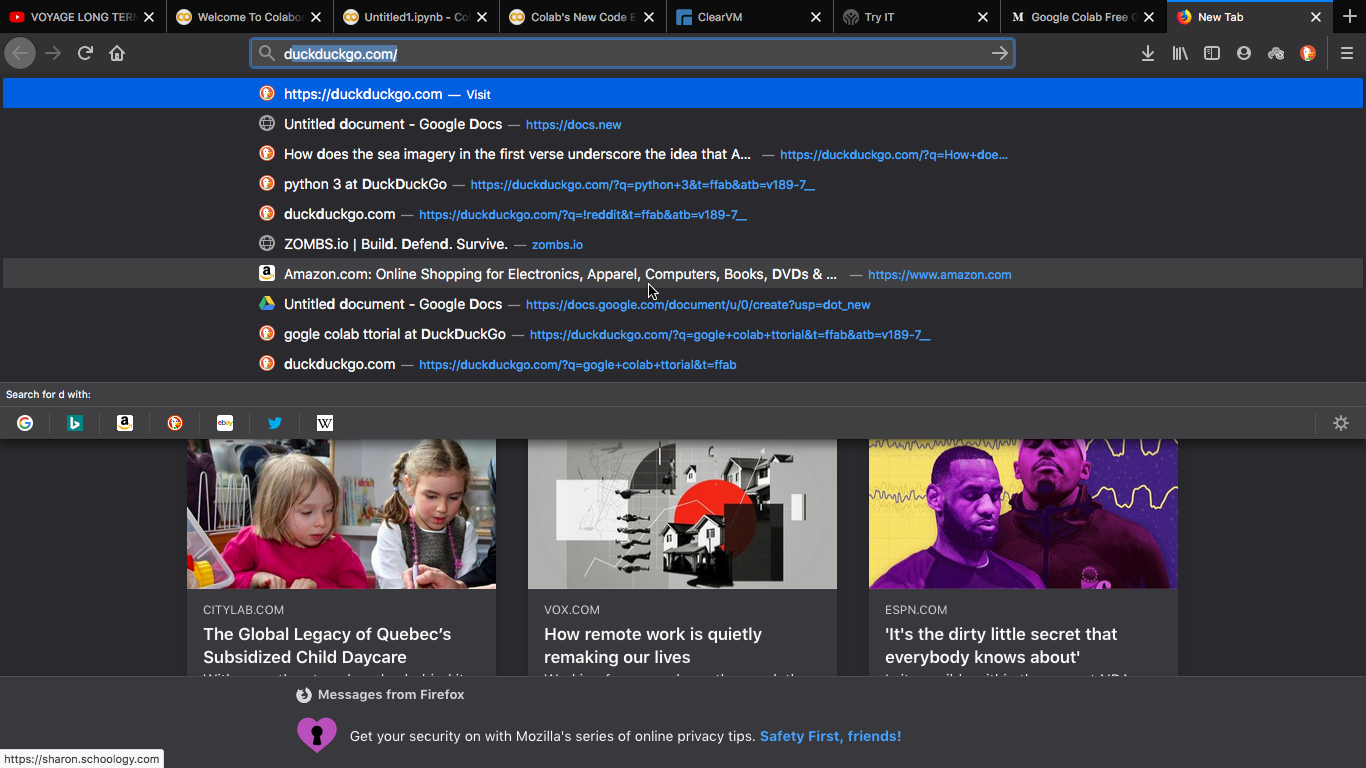 VOYAGE LONG TERM
Welcome To Colabor
Untitled1.ipynb - Co
Colab's New Code E
ClearVM
Try IT
Google Colab Free G
New Tab
duckduckgo.com/
https://duckduckgo.com — Visit
Untitled document - Google Docs — https://docs.new
How does the sea imagery in the first verse underscore the idea that A... — https://duckduckgo.com/?q=How+doe...
python 3 at DuckDuckGo — https://duckduckgo.com/?q=python+3&t=ffab&atb=v189-7__
duckduckgo.com — https://duckduckgo.com/?q=!reddit&t=ffab&atb=v189-7__
ZOMBS.io | Build. Defend. Survive. — zombs.io
Amazon.com: Online Shopping for Electronics, Apparel, Computers, Books, DVDs & ... — https://www.amazon.com
Untitled document - Google Docs — https://docs.google.com/document/u/0/create?usp=dot_new
gogle colab ttorial at DuckDuckGo — https://duckduckgo.com/?q=gogle+colab+ttorial&t=ffab&atb=v189-7__
duckduckgo.com — https://duckduckgo.com/?q=gogle+colab+ttorial&t=ffab
Search for d with:
CITYLAB.COM
The Global Legacy of Quebec's
Subsidized Child Daycare
VOX.COM
How remote work is quietly
remaking our lives
ESPN.COM
'It's the dirty little secret that
everybody knows about'
Messages from Firefox
Get your security on with Mozilla's series of online privacy tips. Safety First, friends!
https://sharon.schoology.com